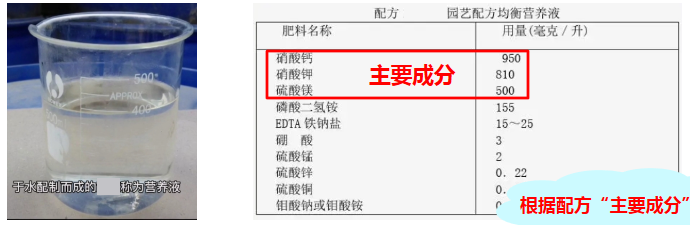 500
APPROX
400
于水配制而成的 称为营养液
配方 园艺配方均衡营养液
肥料名称 用量(毫克/升)
硝酸钙 950
硝酸钾 810
硫酸镁 500
主要成分
磷酸二氢铵 155
EDTA 铁钠盐 15~25
硼 酸 3
硫酸锰 2
硫酸锌 0.22
硫酸铜 0.
钼酸钠或钼酸铵
根据配方“主要成分”